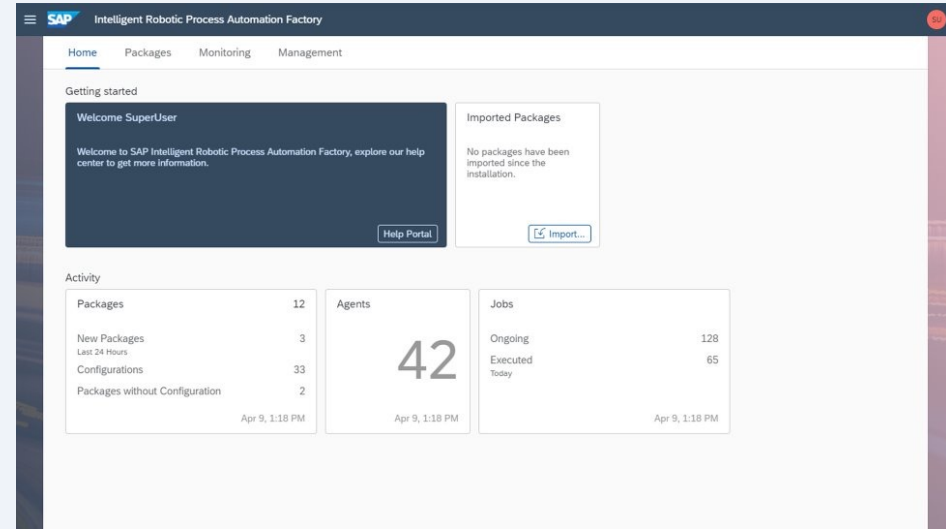 SAP Intelligent Robotic Process Automation Factory SU
Home Packages Monitoring Management
Getting started
Welcome SuperUser
Welcome to SAP Intelligent Robotic Process Automation Factory, explore our help
center to get more information.
Help Portal
Imported Packages
No packages have been
imported since the
installation.
Import...
Activity
Packages 12
New Packages 3
Last 24 Hours
Configurations 33
Packages without Configuration 2
Apr 9, 1:18 PM
Agents
42
Apr 9, 1:18 PM
Jobs
Ongoing 128
Executed 65
Today
Apr 9, 1:18 PM